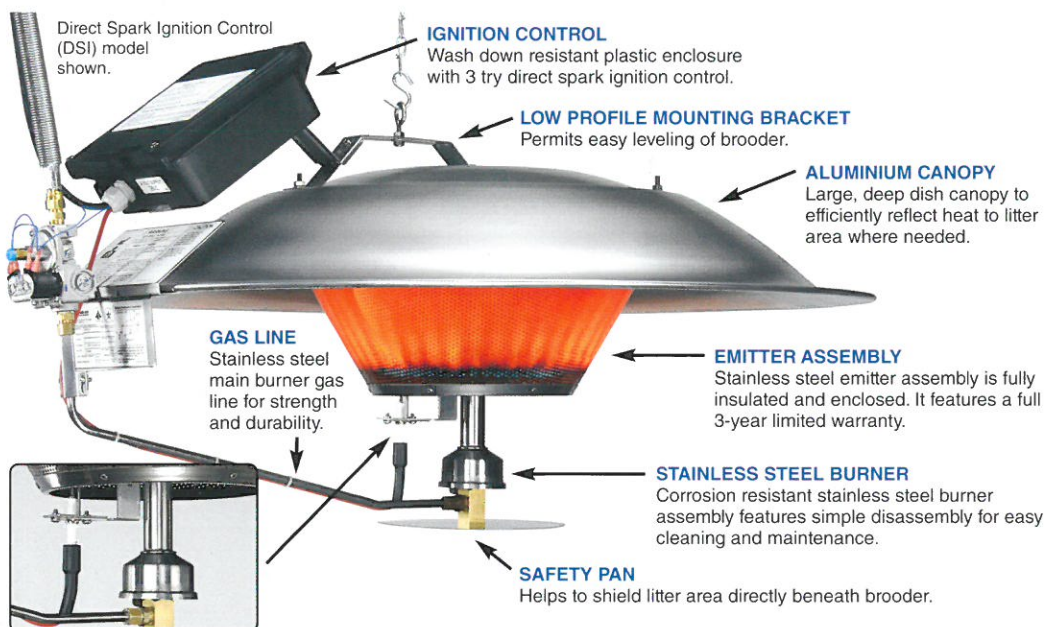 Direct Spark Ignition Control
(DSI) model
shown.
IGNITION CONTROL
Wash down resistant plastic enclosure
with 3 try direct spark ignition control.
LOW PROFILE MOUNTING BRACKET
Permits easy leveling of brooder.
ALUMINIUM CANOPY
Large, deep dish canopy to
efficiently reflect heat to litter
area where needed.
GAS LINE
Stainless steel
main burner gas
line for strength
and durability.
EMITTER ASSEMBLY
Stainless steel emitter assembly is fully
insulated and enclosed. It features a full
3-year limited warranty.
STAINLESS STEEL BURNER
Corrosion resistant stainless steel burner
assembly features simple disassembly for easy
cleaning and maintenance.
SAFETY PAN
Helps to shield litter area directly beneath brooder.